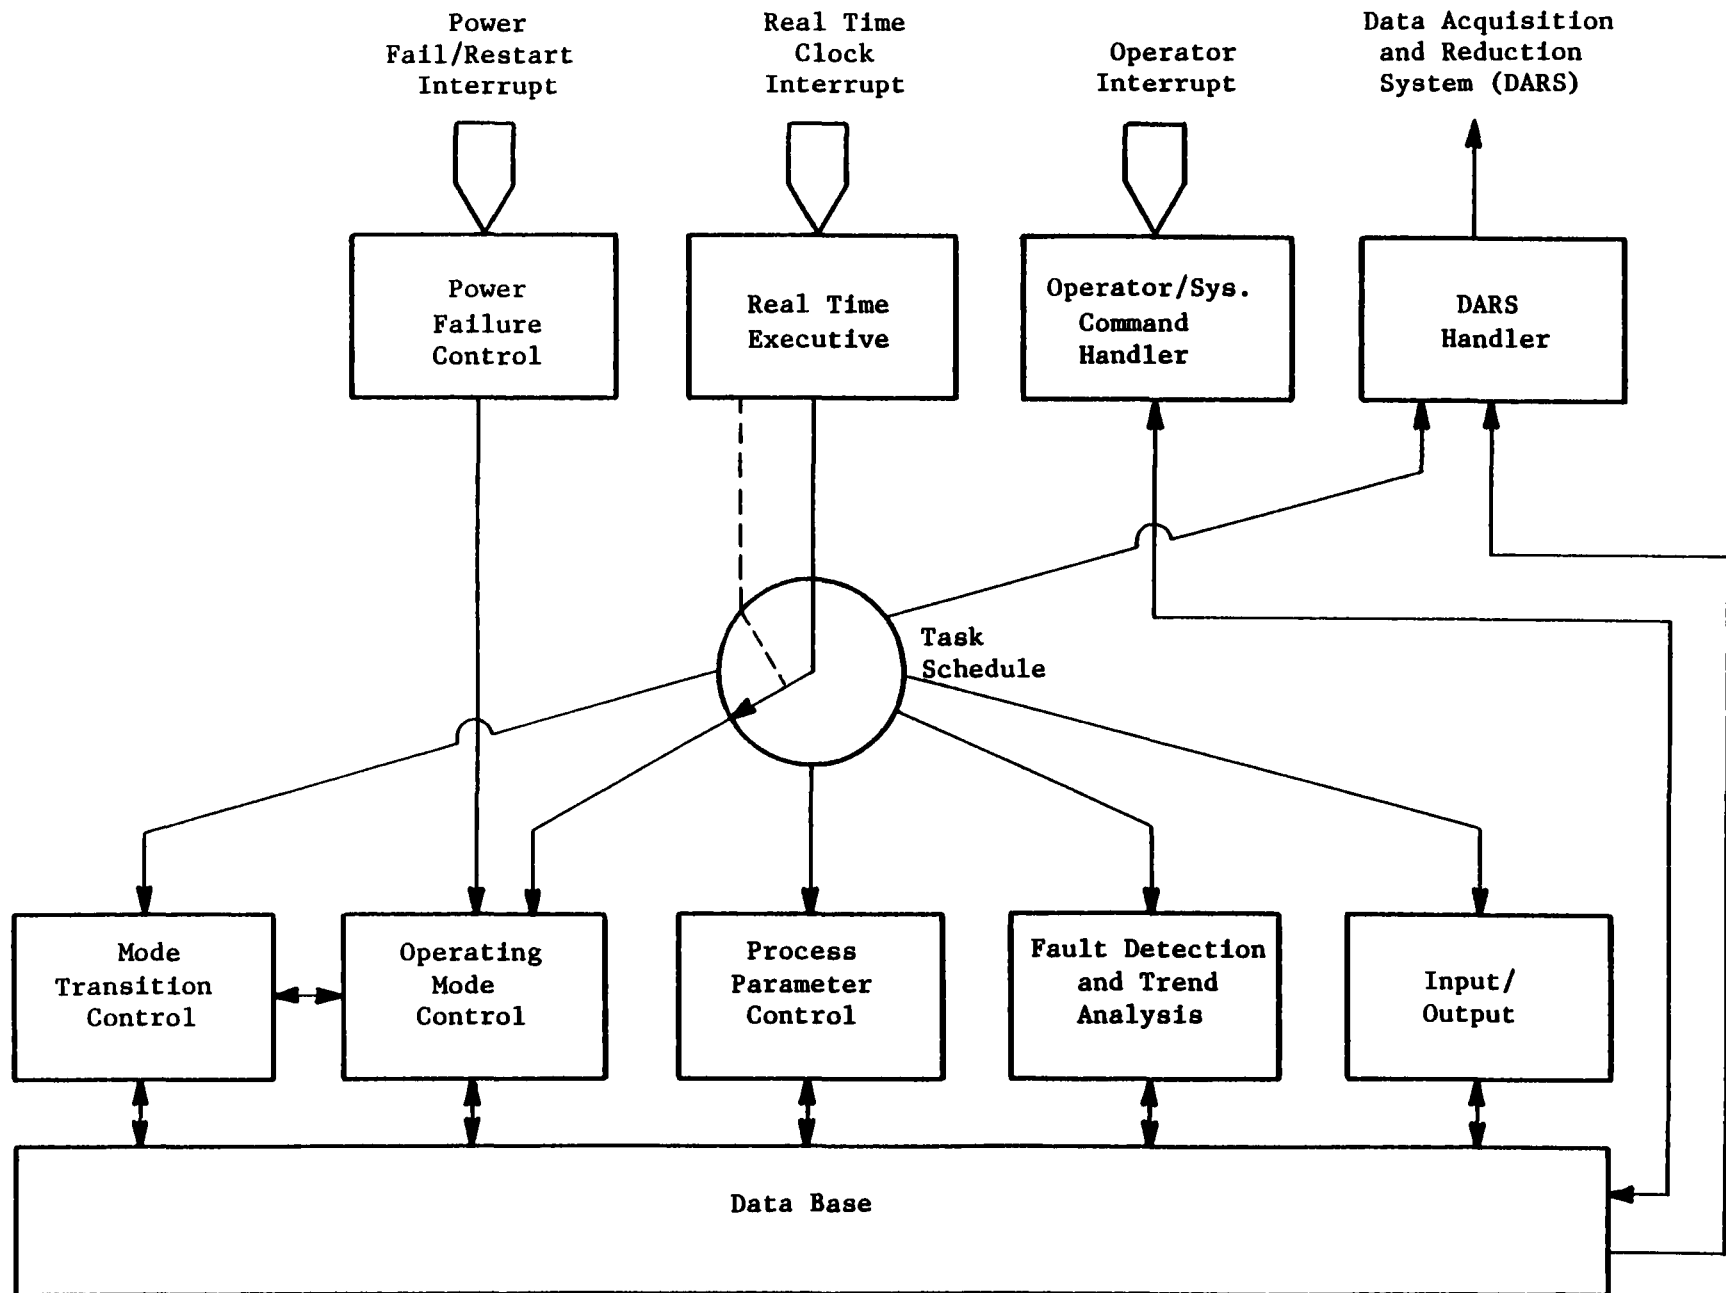 Power
Fail/Restart
Interrupt
Real Time
Clock
Interrupt
Operator
Interrupt
Data Acquisition
and Reduction
System (DARS)
Power
Failure
Control
Real Time
Executive
Operator/Sys.
Command
Handler
DARS
Handler
Task
Schedule
Mode
Transition
Control
Operating
Mode
Control
Process
Parameter
Control
Fault Detection
and Trend
Analysis
Input/
Output
Data Base